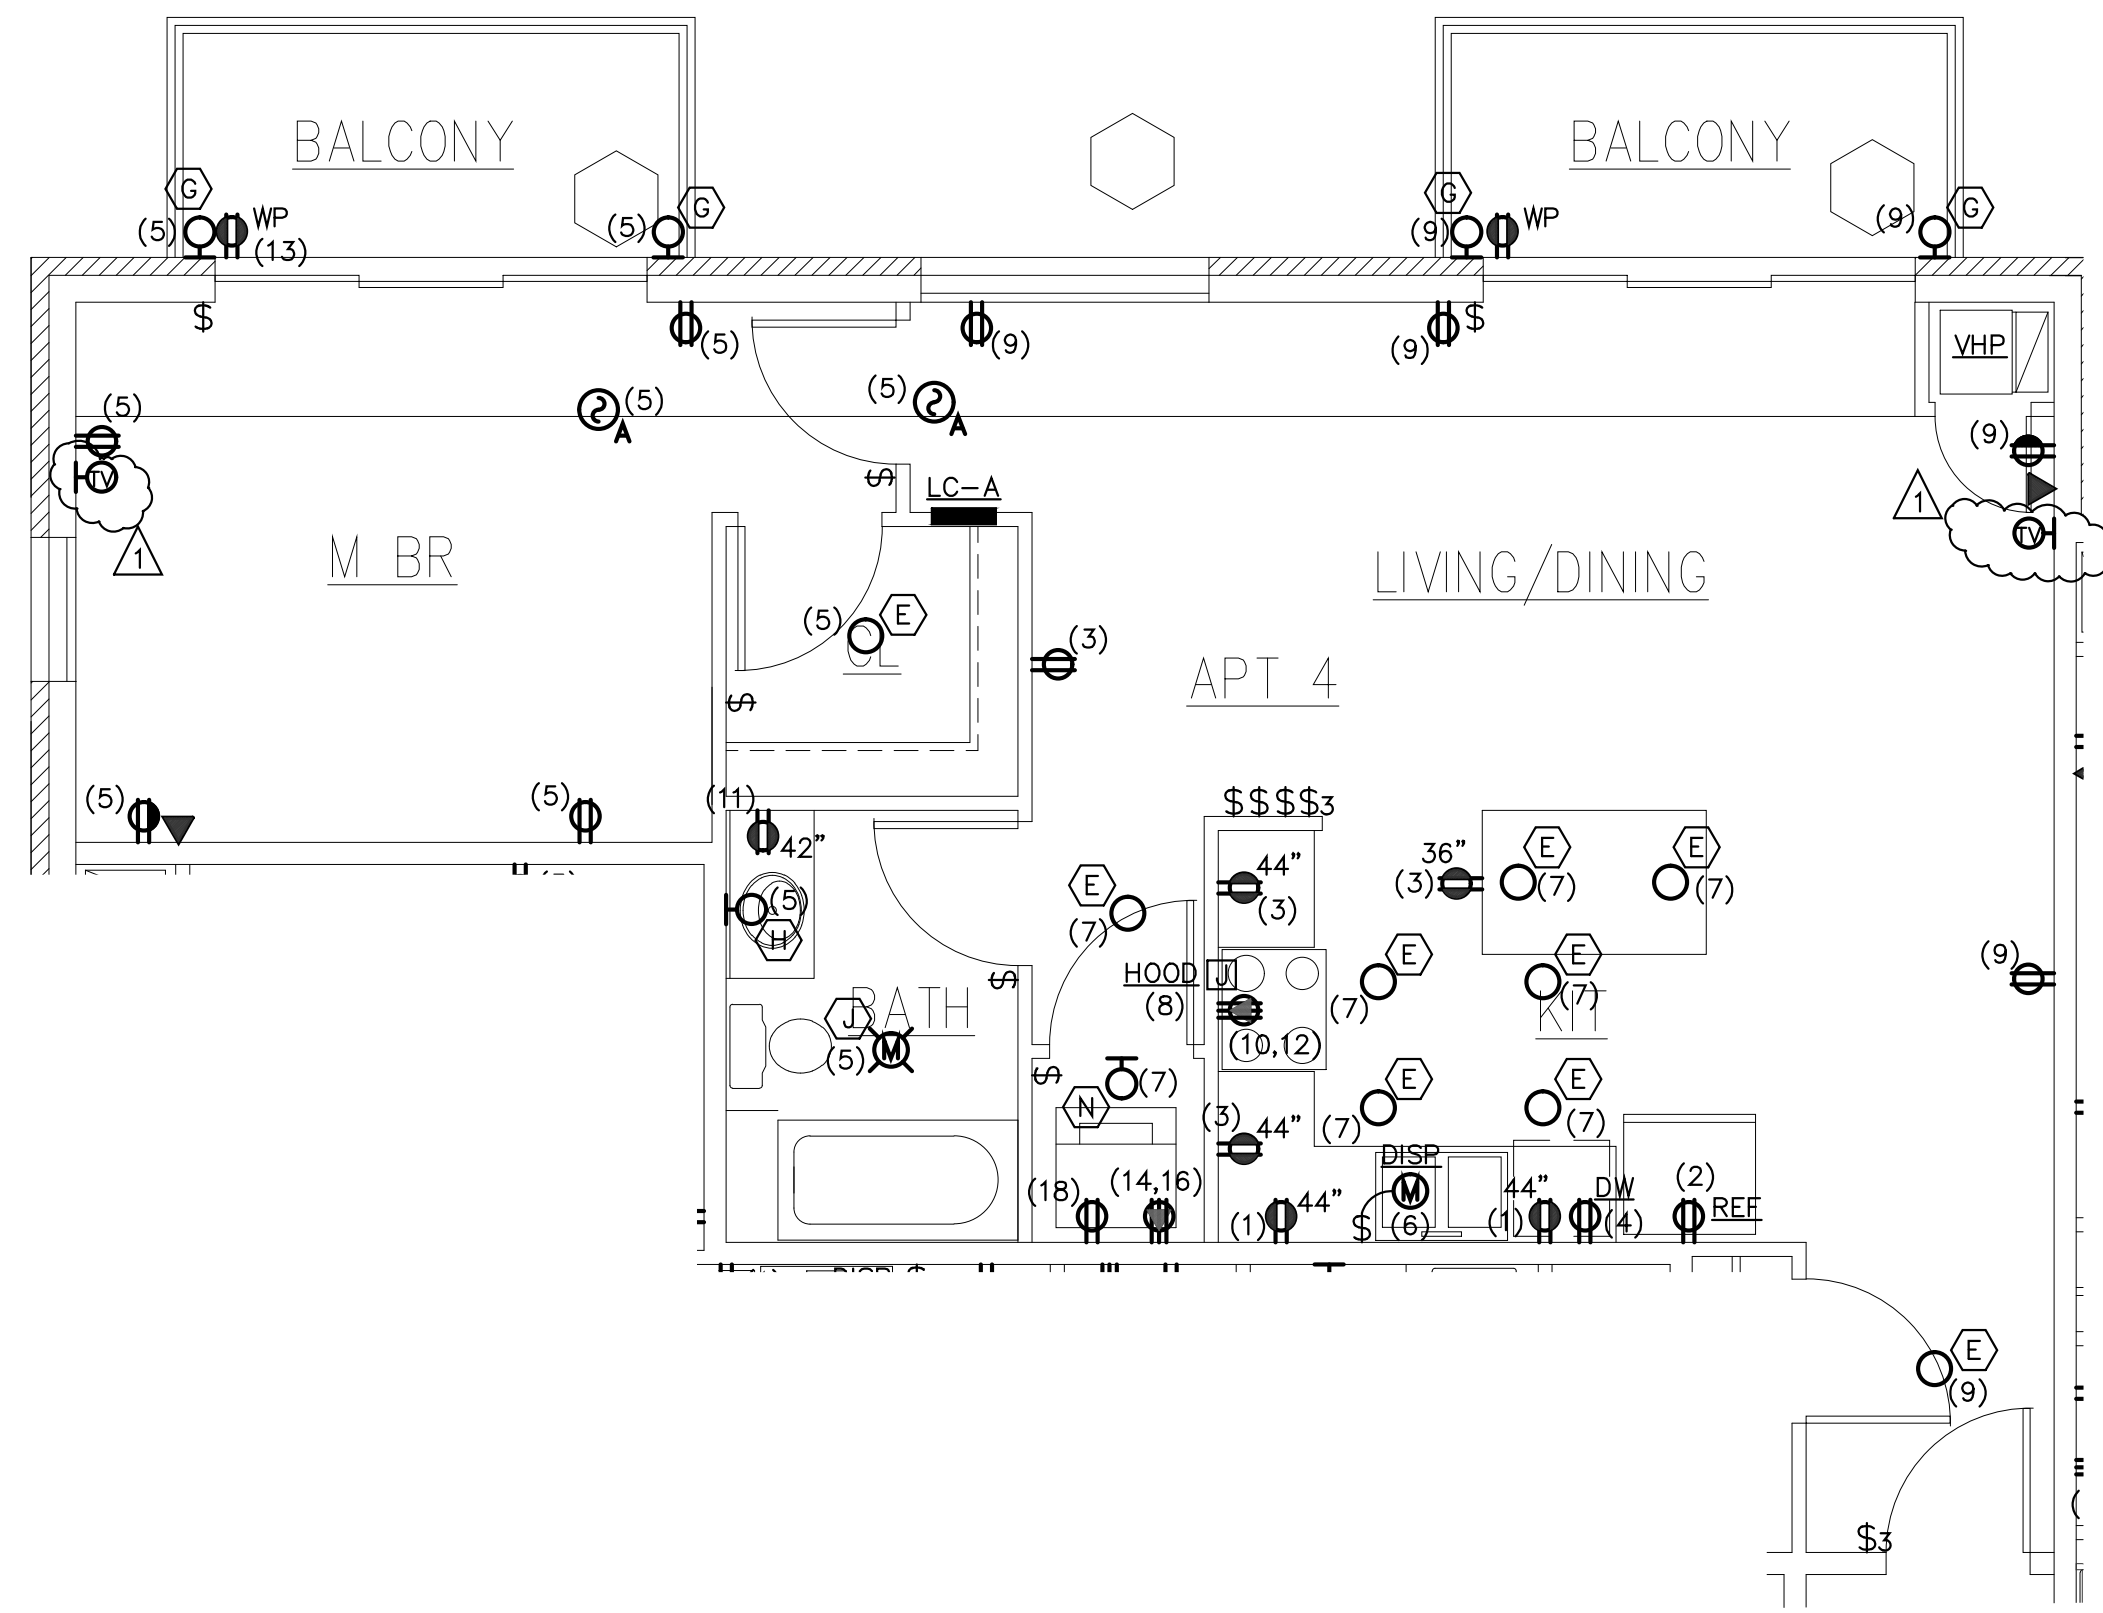 BALCONY BALCONY
G G G G
(5) WP (5) (9) WP (9)
(13)
$ $
(5) (9) (9) VHP
(5) (5) (5) (9)
A A
TV $ LC-A 1
1 TV
M BR LIVING/DINING
(5) E
CL (3)
APT 4
$
(5) (5) (11) $$$$3
42" 44" 36" E E
(5) E (3) (3) (7) (7)
H (7)
E E
$ HOOD J (9)
BATH (8) (7) (7)
J KIT
(5) M (10,12)
$ (7) E E
N (3) 44" (7) (7)
DISP
(18) (14,16) 44" M 44" DW (2)
(1) $ (6) (1) (4) REF
DISP $
E
(9)
$3